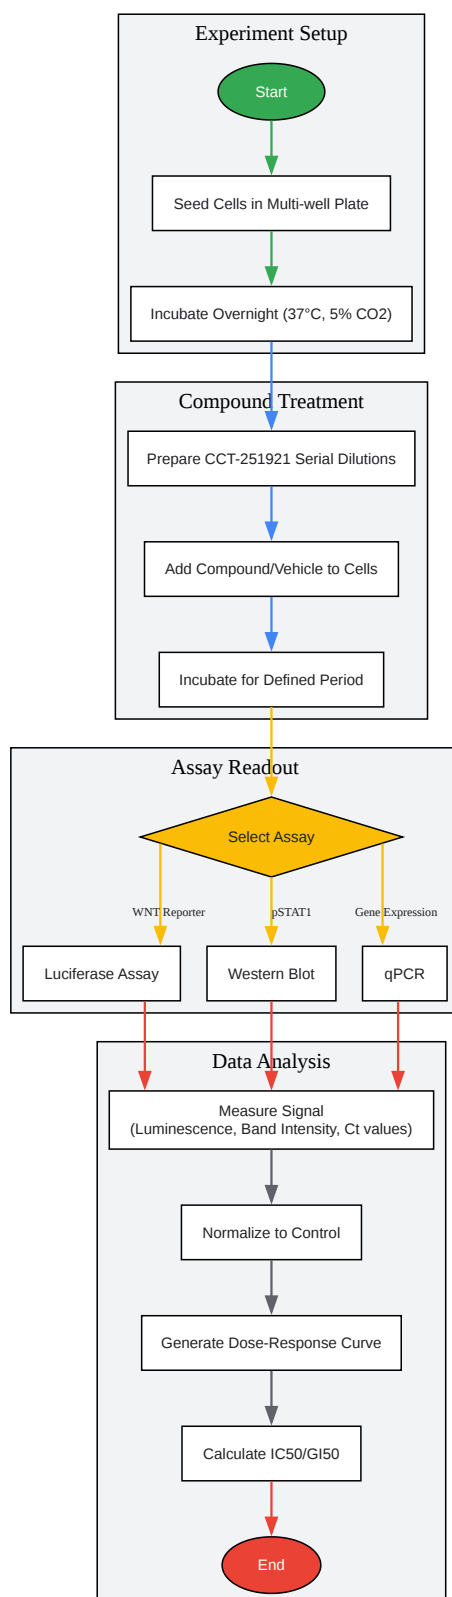 Experiment Setup
Start
Seed Cells in Multi-well Plate
Incubate Overnight (37°C, 5% CO2)
Compound Treatment
Prepare CCT-251921 Serial Dilutions
Add Compound/Vehicle to Cells
Incubate for Defined Period
Assay Readout
Select Assay
WNT Reporter
pSTAT1
Gene Expression
Luciferase Assay
Western Blot
qPCR
Data Analysis
Measure Signal
(Luminescence, Band Intensity, Ct values)
Normalize to Control
Generate Dose-Response Curve
Calculate IC50/GI50
End